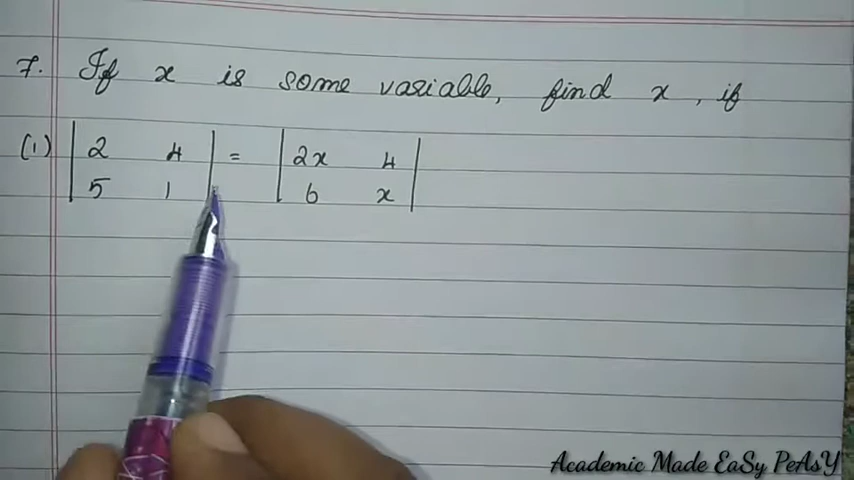 7. If x is some variable, find x, if
(1) | 2 4 | = | 2x 4 |
| 5 1 | | 6 x |
Academic Made EaSy PeAsY